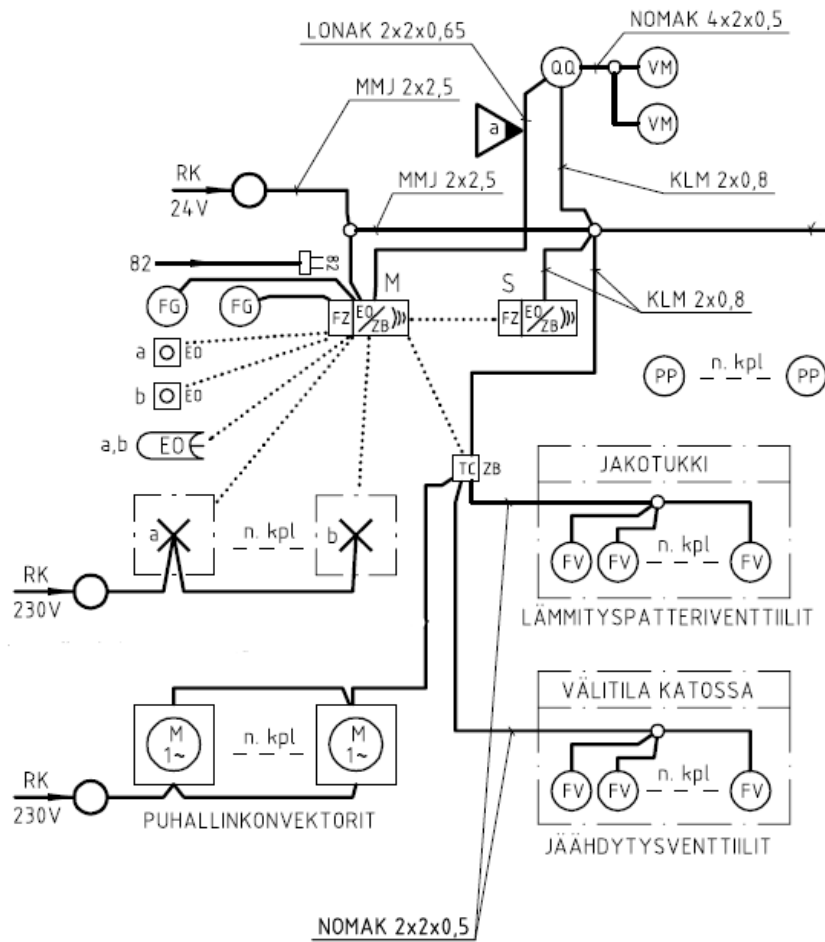 LONAK 2x2x0,65
NOMAK 4x2x0,5
QQ
VM
MMJ 2x2,5
a
VM
RK
24V
MMJ 2x2,5
KLM 2x0,8
82
82
M
S
FG
FG
FZ
EO
ZB
FZ
EO
ZB
KLM 2x0,8
a
EO
b
EO
PP
n. kpl
PP
a,b
EO
TC
ZB
JAKOTUKKI
a
n. kpl
b
FV
FV
n. kpl
FV
RK
230V
LÄMMITYSPATTERIVENTTIILIT
VÄLITILA KATOSSA
M
1~
n. kpl
M
1~
n. kpl
FV
FV
FV
RK
230V
PUHALLINKONVEKTORIT
JÄÄHDYTYSVENTTIILIT
NOMAK 2x2x0,5